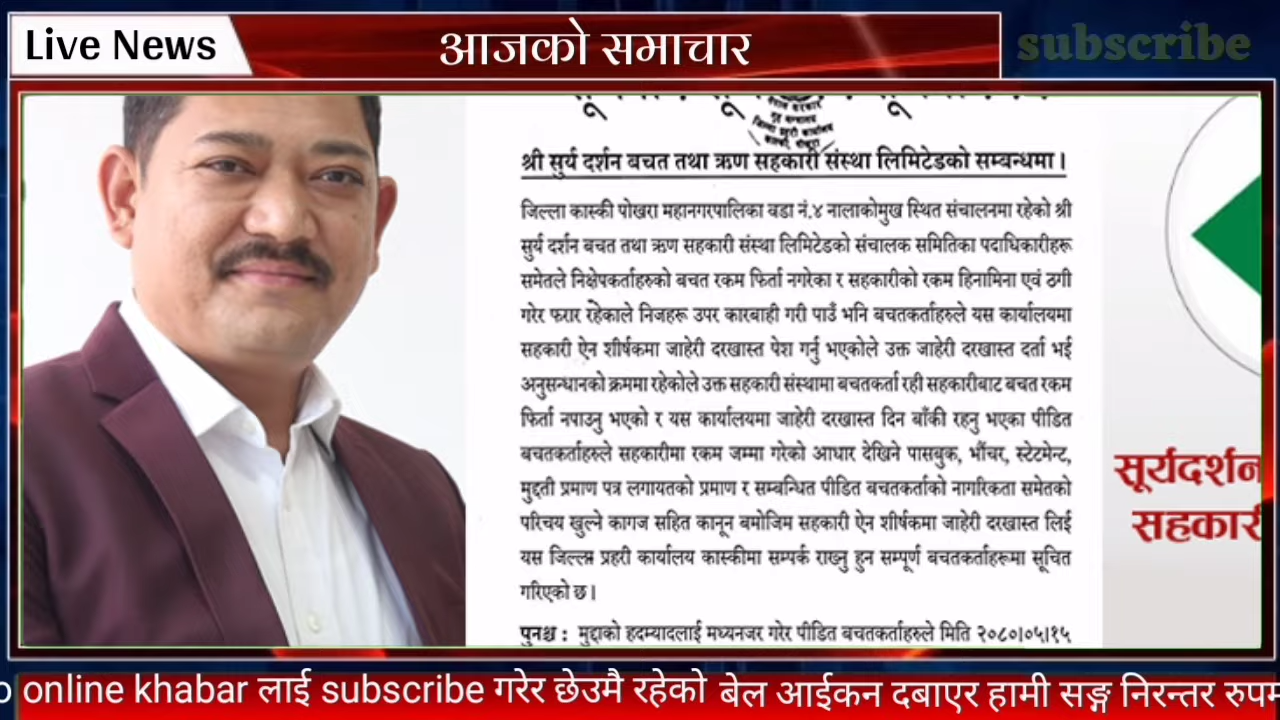 Live News
आजको समाचार
subscribe
नेपाल सरकार
गृह मन्त्रालय
जिल्ला प्रहरी कार्यालय
श्री सुर्य दर्शन बचत तथा ऋण सहकारी संस्था लिमिटेडको सम्बन्धमा।
जिल्ला कास्की पोखरा महानगरपालिका वडा नं.४ नालाकोमुख स्थित संचालनमा रहेको श्री
सुर्य दर्शन बचत तथा ऋण सहकारी संस्था लिमिटेडको संचालक समितिका पदाधिकारीहरू
समेतले निक्षेपकर्ताहरुको बचत रकम फिर्ता नगरेका र सहकारीको रकम हिनामिना एवं ठगी
गरेर फरार रहेकाले निजहरू उपर कारबाही गरी पाउँ भनि बचतकर्ताहरुले यस कार्यालयमा
सहकारी ऐन शीर्षकमा जाहेरी दरखास्त पेश गर्नु भएकोले उक्त जाहेरी दरखास्त दर्ता भई
अनुसन्धानको क्रममा रहेकोले उक्त सहकारी संस्थामा बचतकर्ता रही सहकारीबाट बचत रकम
फिर्ता नपाउनु भएको र यस कार्यालयमा जाहेरी दरखास्त दिन बाँकी रहनु भएका पीडित
बचतकर्ताहरुले सहकारीमा रकम जम्मा गरेको आधार देखिने पासबुक, भौंचर, स्टेटमेन्ट,
मुद्दती प्रमाण पत्र लगायतको प्रमाण र सम्बन्धित पीडित बचतकर्ताको नागरिकता समेतको
परिचय खुल्ने कागज सहित कानून बमोजिम सहकारी ऐन शीर्षकमा जाहेरी दरखास्त लिई
यस जिल्ला प्रहरी कार्यालय कास्कीमा सम्पर्क राख्नु हुन सम्पूर्ण बचतकर्ताहरूमा सूचित
गरिएको छ।
पुनश्च : मुद्दाको हदम्यादलाई मध्यनजर गरेर पीडित बचतकर्ताहरुले मिति २०८०।०५।१५
सूर्यदर्शन
सहकारी
o online khabar लाई subscribe गरेर छेउमै रहेको बेल आईकन दबाएर हामी सङ्ग निरन्तर रुपम